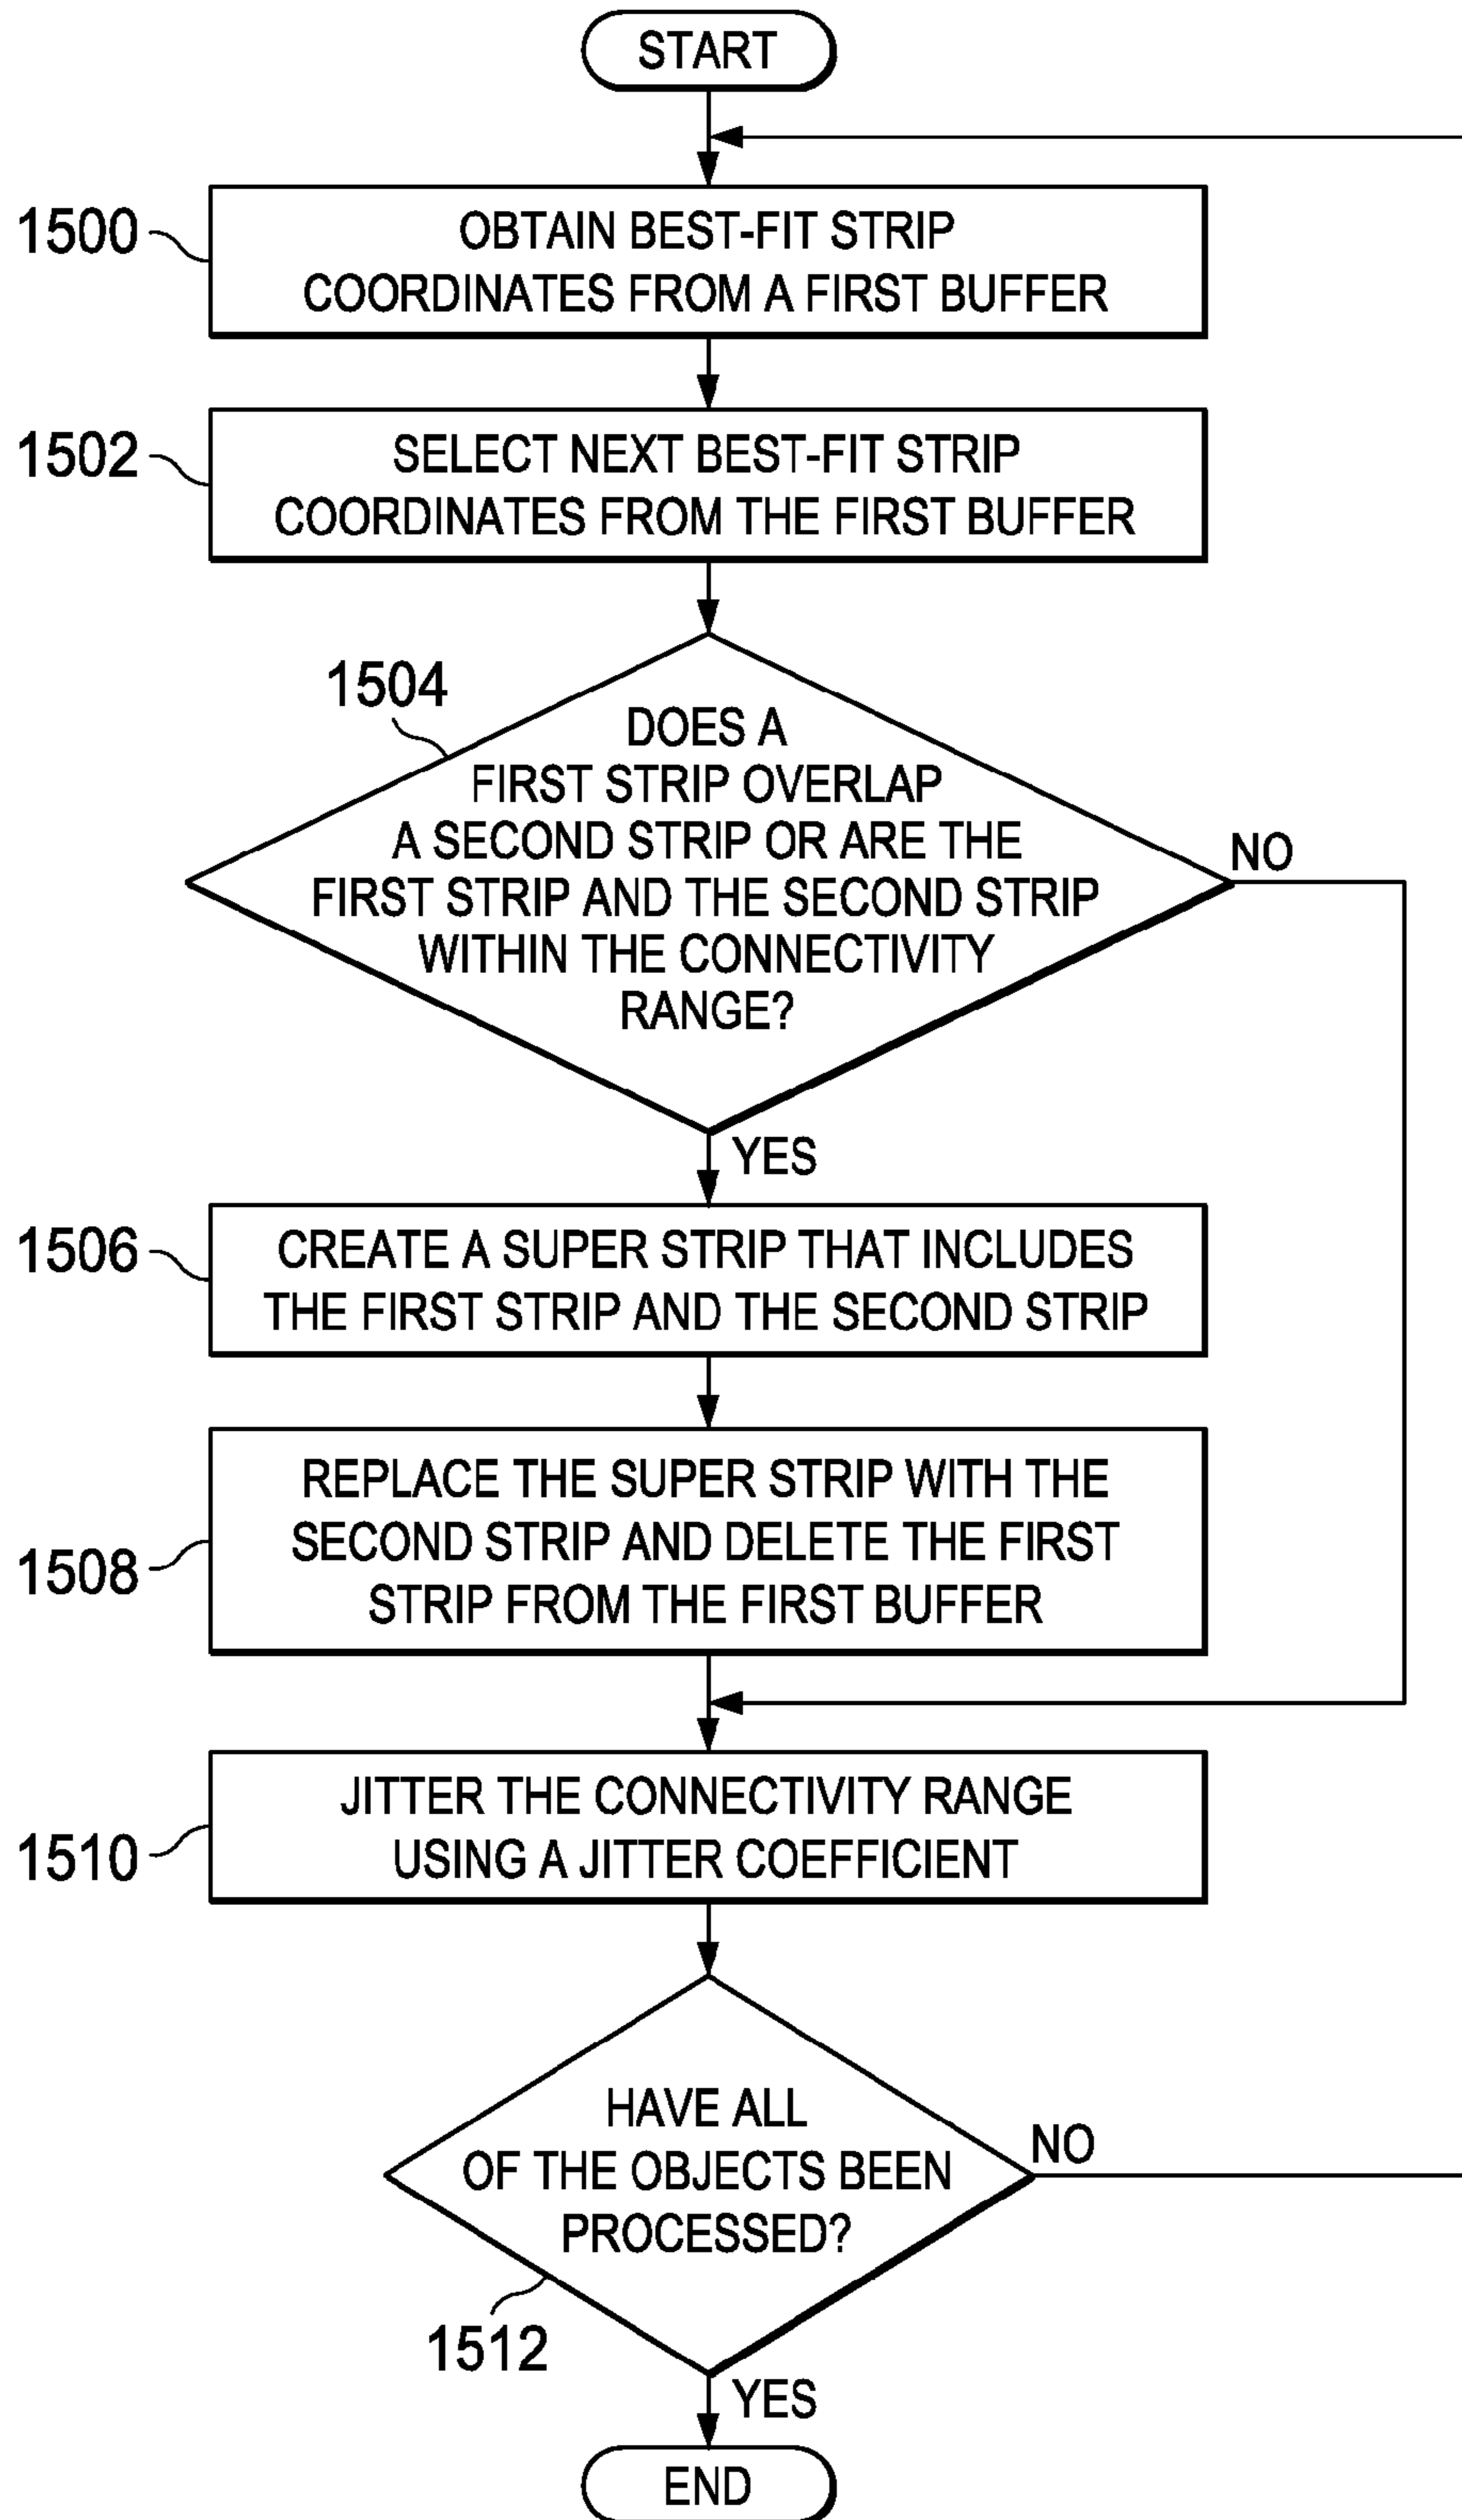 START
1500
OBTAIN BEST-FIT STRIP
COORDINATES FROM A FIRST BUFFER
1502
SELECT NEXT BEST-FIT STRIP
COORDINATES FROM THE FIRST BUFFER
1504
DOES A
FIRST STRIP OVERLAP
A SECOND STRIP OR ARE THE
FIRST STRIP AND THE SECOND STRIP
WITHIN THE CONNECTIVITY
RANGE?
NO
YES
1506
CREATE A SUPER STRIP THAT INCLUDES
THE FIRST STRIP AND THE SECOND STRIP
1508
REPLACE THE SUPER STRIP WITH THE
SECOND STRIP AND DELETE THE FIRST
STRIP FROM THE FIRST BUFFER
1510
JITTER THE CONNECTIVITY RANGE
USING A JITTER COEFFICIENT
HAVE ALL
OF THE OBJECTS BEEN
PROCESSED?
NO
1512
YES
END